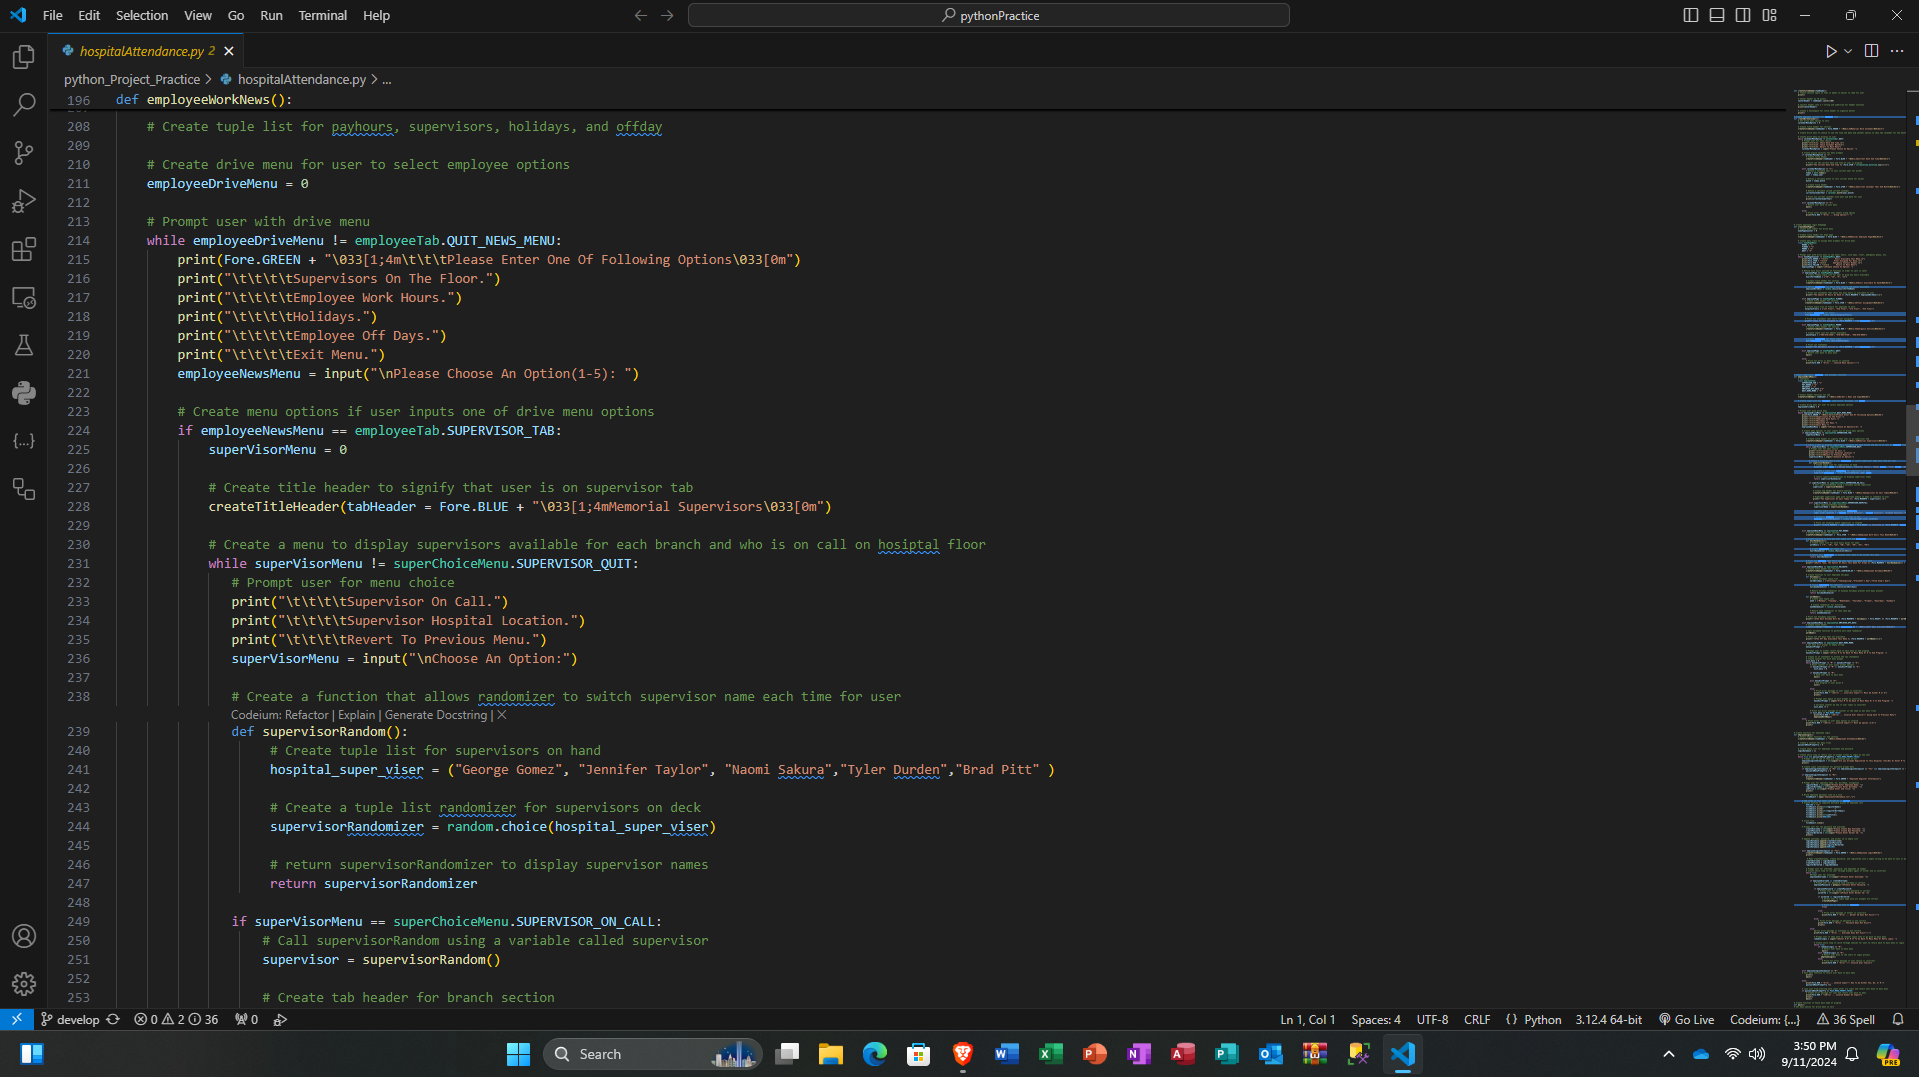 File Edit Selection View Go Run Terminal Help
pythonPractice
hospitalAttendance.py 2
python_Project_Practice > hospitalAttendance.py > ...
196 def employeeWorkNews():
208 # Create tuple list for payhours, supervisors, holidays, and offday
209
210 # Create drive menu for user to select employee options
211 employeeDriveMenu = 0
212
213 # Prompt user with drive menu
214 while employeeDriveMenu != employeeTab.QUIT_NEWS_MENU:
215 print(Fore.GREEN + "\033[1;4m\t\t\tPlease Enter One Of Following Options\033[0m")
216 print("\t\t\t\tSupervisors On The Floor.")
217 print("\t\t\t\tEmployee Work Hours.")
218 print("\t\t\t\tHolidays.")
219 print("\t\t\t\tEmployee Off Days.")
220 print("\t\t\t\tExit Menu.")
221 employeeNewsMenu = input("\nPlease Choose An Option(1-5): ")
222
223 # Create menu options if user inputs one of drive menu options
224 if employeeNewsMenu == employeeTab.SUPERVISOR_TAB:
225 superVisorMenu = 0
226
227 # Create title header to signify that user is on supervisor tab
228 createTitleHeader(tabHeader = Fore.BLUE + "\033[1;4mMemorial Supervisors\033[0m")
229
230 # Create a menu to display supervisors available for each branch and who is on call on hosiptal floor
231 while superVisorMenu != superChoiceMenu.SUPERVISOR_QUIT:
232 # Prompt user for menu choice
233 print("\t\t\t\tSupervisor On Call.")
234 print("\t\t\t\tSupervisor Hospital Location.")
235 print("\t\t\t\tRevert To Previous Menu.")
236 superVisorMenu = input("\nChoose An Option:")
237
238 # Create a function that allows randomizer to switch supervisor name each time for user
Codeium: Refactor | Explain | Generate Docstring | X
239 def supervisorRandom():
240 # Create tuple list for supervisors on hand
241 hospital_super_viser = ("George Gomez", "Jennifer Taylor", "Naomi Sakura","Tyler Durden","Brad Pitt" )
242
243 # Create a tuple list randomizer for supervisors on deck
244 supervisorRandomizer = random.choice(hospital_super_viser)
245
246 # return supervisorRandomizer to display supervisor names
247 return supervisorRandomizer
248
249 if superVisorMenu == superChoiceMenu.SUPERVISOR_ON_CALL:
250 # Call supervisorRandom using a variable called supervisor
251 supervisor = supervisorRandom()
252
253 # Create tab header for branch section
develop 0 2 36 0 Ln 1, Col 1 Spaces: 4 UTF-8 CRLF {} Python 3.12.4 64-bit Go Live Codeium: {...} 36 Spell
Search
3:50 PM
9/11/2024